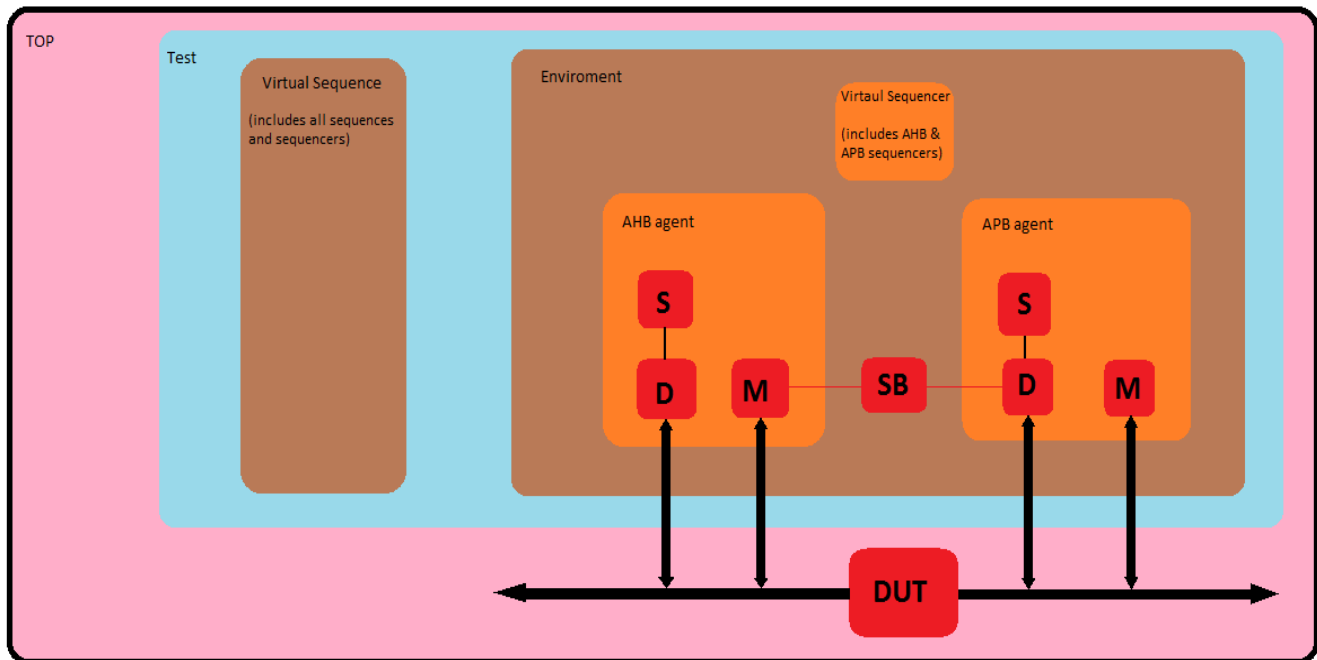 TOP
Test
Virtual Sequence
(includes all sequences
and sequencers)
Enviroment
Virtaul Sequencer
(includes AHB &
APB sequencers)
AHB agent
S
D
M
SB
APB agent
S
D
M
DUT